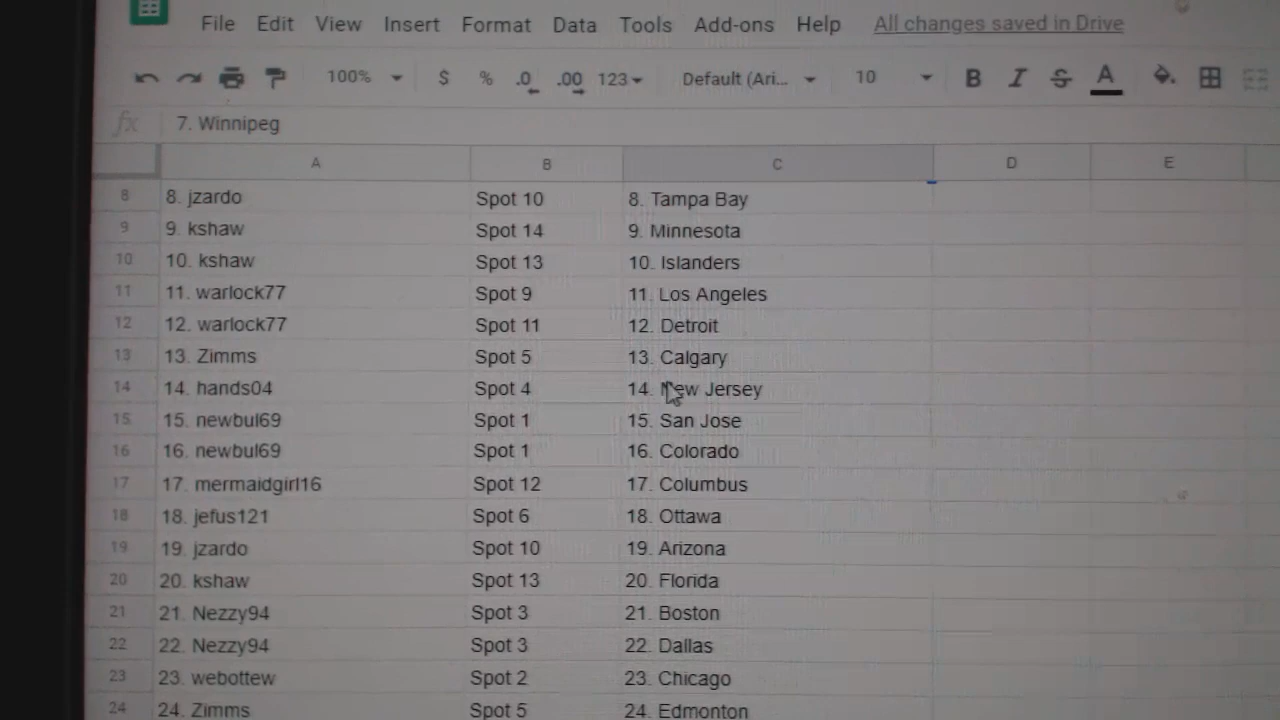 File Edit View Insert Format Data Tools Add-ons Help All changes saved in Drive
100% $ % .0 .00 123 Default (Ari... 10 B I S A
fx 7. Winnipeg
A B C D E
8 8. jzardo Spot 10 8. Tampa Bay
9 9. kshaw Spot 14 9. Minnesota
10 10. kshaw Spot 13 10. Islanders
11 11. warlock77 Spot 9 11. Los Angeles
12 12. warlock77 Spot 11 12. Detroit
13 13. Zimms Spot 5 13. Calgary
14 14. hands04 Spot 4 14. New Jersey
15 15. newbul69 Spot 1 15. San Jose
16 16. newbul69 Spot 1 16. Colorado
17 17. mermaidgirl16 Spot 12 17. Columbus
18 18. jefus121 Spot 6 18. Ottawa
19 19. jzardo Spot 10 19. Arizona
20 20. kshaw Spot 13 20. Florida
21 21. Nezzy94 Spot 3 21. Boston
22 22. Nezzy94 Spot 3 22. Dallas
23 23. webottew Spot 2 23. Chicago
24 24. Zimms Spot 5 24. Edmonton